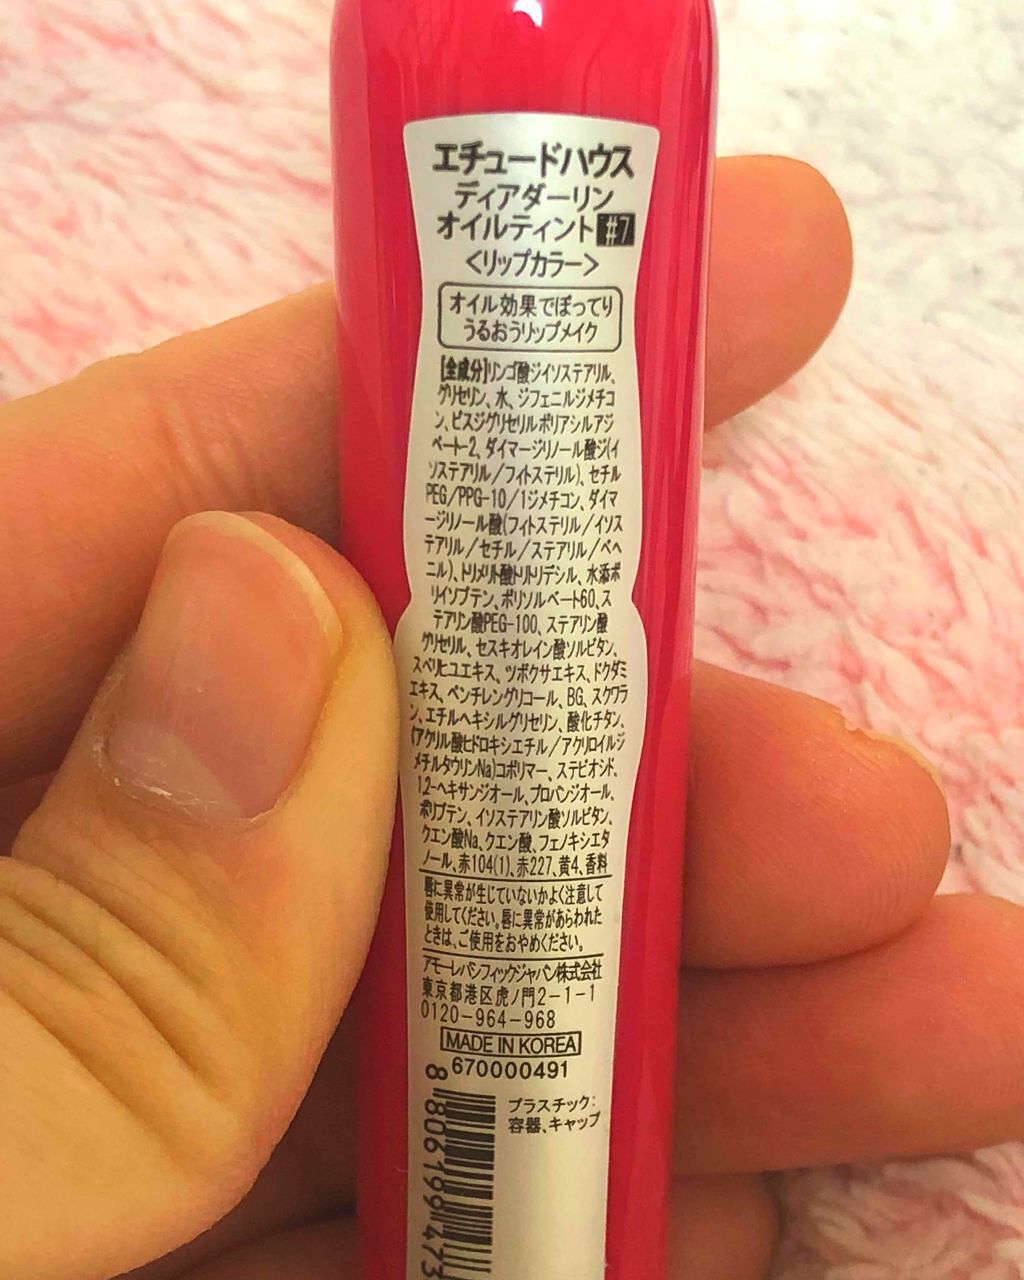 エチュードハウス
ディアダーリン
オイルティント#7
<リップカラー>
オイル効果でぽってり
うるおうリップメイク
[全成分]リンゴ酸ジイソステアリル、
グリセリン、水、ジフェニルジメチコ
ン、ビスジグリセリルポリアシルアジ
ペート-2、ダイマージリノール酸ジ(イ
ソステアリル/フィトステリル)、セチル
PEG/PPG-10/1ジメチコン、ダイマ
ージリノール酸(フィトステリル/イソス
テアリル/セチル/ステアリル/ベヘ
ニル)、トリメリト酸トリトリデシル、水添ポ
リイソブテン、ポリソルベート60、ス
テアリン酸PEG-100、ステアリン酸
グリセリル、セスキオレイン酸ソルビタン、
スベリヒユエキス、ツボクサエキス、ドクダミ
エキス、ペンチレングリコール、BG、スクワラ
ン、エチルヘキシルグリセリン、酸化チタン、
(アクリル酸ヒドロキシエチル/アクリロイルジ
メチルタウリンNa)コポリマー、ステビオシド、
1,2-ヘキサンジオール、プロパンジオール、
ポリブテン、イソステアリン酸ソルビタン、
クエン酸Na、クエン酸、フェノキシエタ
ノール、赤104(1)、赤227、黄4、香料
唇に異常が生じていないかよく注意して
使用してください。唇に異常があらわれた
ときは、ご使用をおやめください。
アモーレパシフィックジャパン株式会社
東京都港区虎ノ門2-1-1
0120-964-968
MADE IN KOREA
670000491
プラスチック:
容器、キャップ
8 806199 473